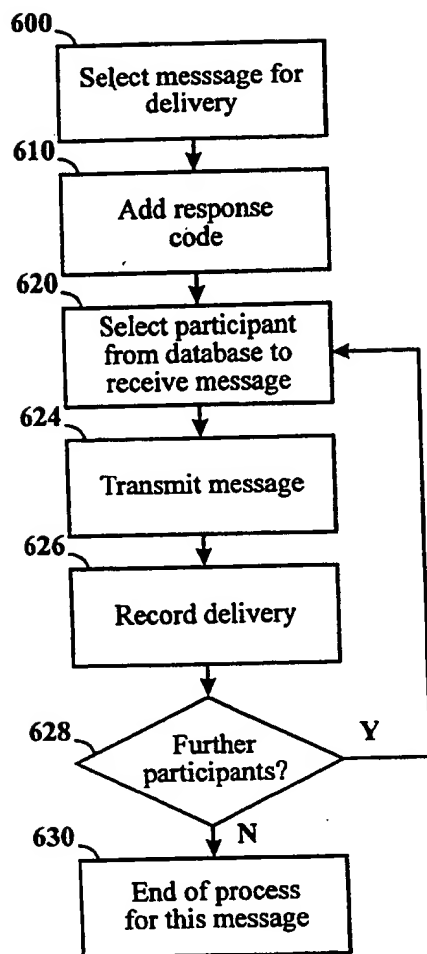 600
Select messsage for
delivery
610
Add response
code
620
Select participant
from database to
receive message
624
Transmit message
626
Record delivery
628
Further
participants?
Y
N
630
End of process
for this message